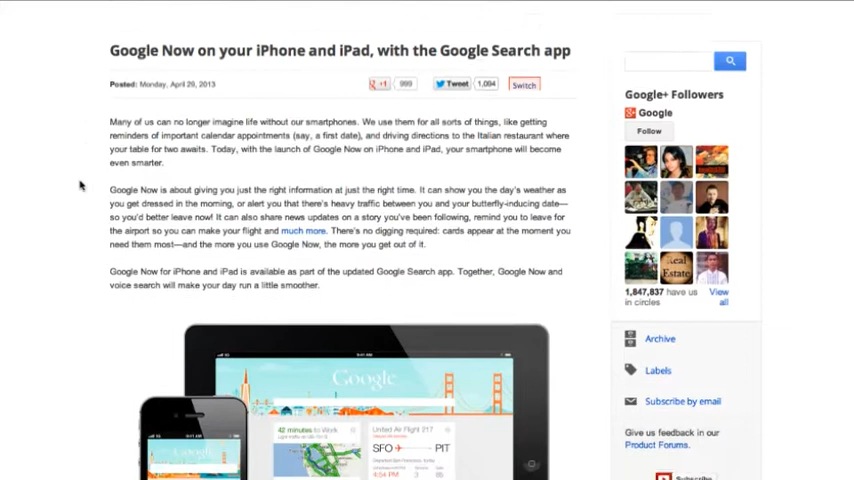 Google Now on your iPhone and iPad, with the Google Search app
Posted: Monday, April 29, 2013
+1 999
Tweet 1,094
Switch
Many of us can no longer imagine life without our smartphones. We use them for all sorts of things, like getting
reminders of important calendar appointments (say, a first date), and driving directions to the Italian restaurant where
your table for two awaits. Today, with the launch of Google Now on iPhone and iPad, your smartphone will become
even smarter.
Google Now is about giving you just the right information at just the right time. It can show you the day's weather as
you get dressed in the morning, or alert you that there's heavy traffic between you and your butterfly-inducing date—
so you'd better leave now! It can also share news updates on a story you've been following, remind you to leave for
the airport so you can make your flight and much more. There's no digging required: cards appear at the moment you
need them most—and the more you use Google Now, the more you get out of it.
Google Now for iPhone and iPad is available as part of the updated Google Search app. Together, Google Now and
voice search will make your day run a little smoother.
Google
42 minutes to Work
United Air Flight 217
SFO PIT
4:54 PM
Google+ Followers
Google
Follow
Real
Estate
1,847,837 have us
in circles
View
all
Archive
Labels
Subscribe by email
Give us feedback in our
Product Forums.
Subscribe